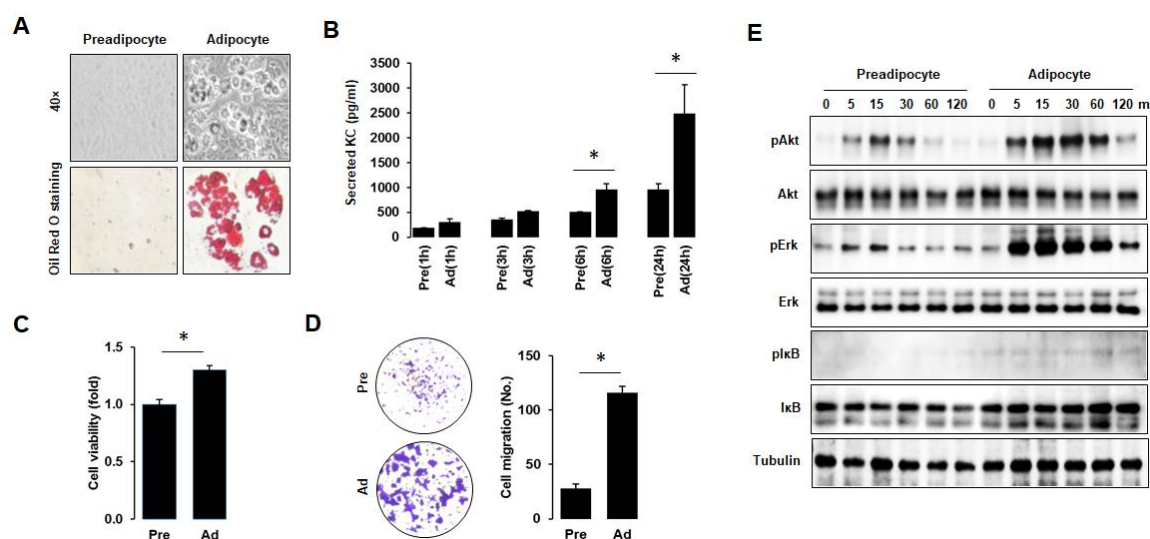 A
Preadipocyte Adipocyte
40×
Oil Red O staining
B
Secreted KC (pg/ml)
3500
3000
2500
2000
1500
1000
500
0
* *
Pre(1h) Ad(1h) Pre(3h) Ad(3h) Pre(6h) Ad(6h) Pre(24h) Ad(24h)
C
Cell viability (fold)
1.5
1.0
0.5
0.0
*
Pre Ad
D
Pre
Ad
Cell migration (No.)
150
100
50
0
*
Pre Ad
E
Preadipocyte Adipocyte
0 5 15 30 60 120 0 5 15 30 60 120 m
pAkt
Akt
pErk
Erk
pIκB
IκB
Tubulin